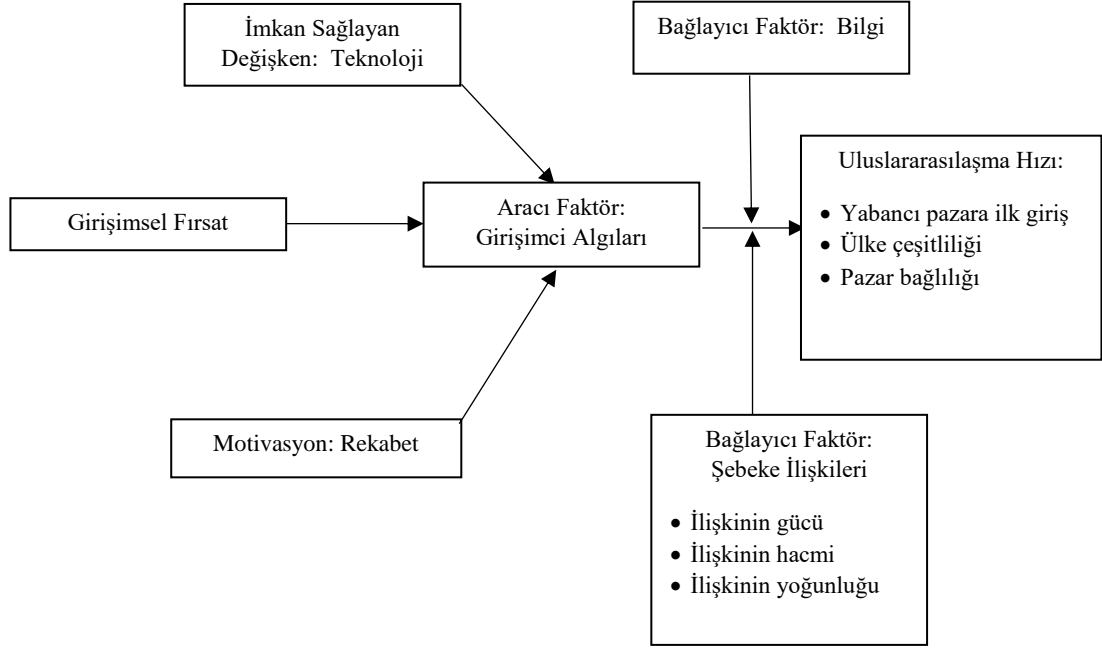 İmkan Sağlayan
Değişken: Teknoloji
Bağlayıcı Faktör: Bilgi
Girişimsel Fırsat
Aracı Faktör:
Girişimci Algıları
Uluslararasılaşma Hızı:
• Yabancı pazara ilk giriş
• Ülke çeşitliliği
• Pazar bağlılığı
Motivasyon: Rekabet
Bağlayıcı Faktör:
Şebeke İlişkileri
• İlişkinin gücü
• İlişkinin hacmi
• İlişkinin yoğunluğu